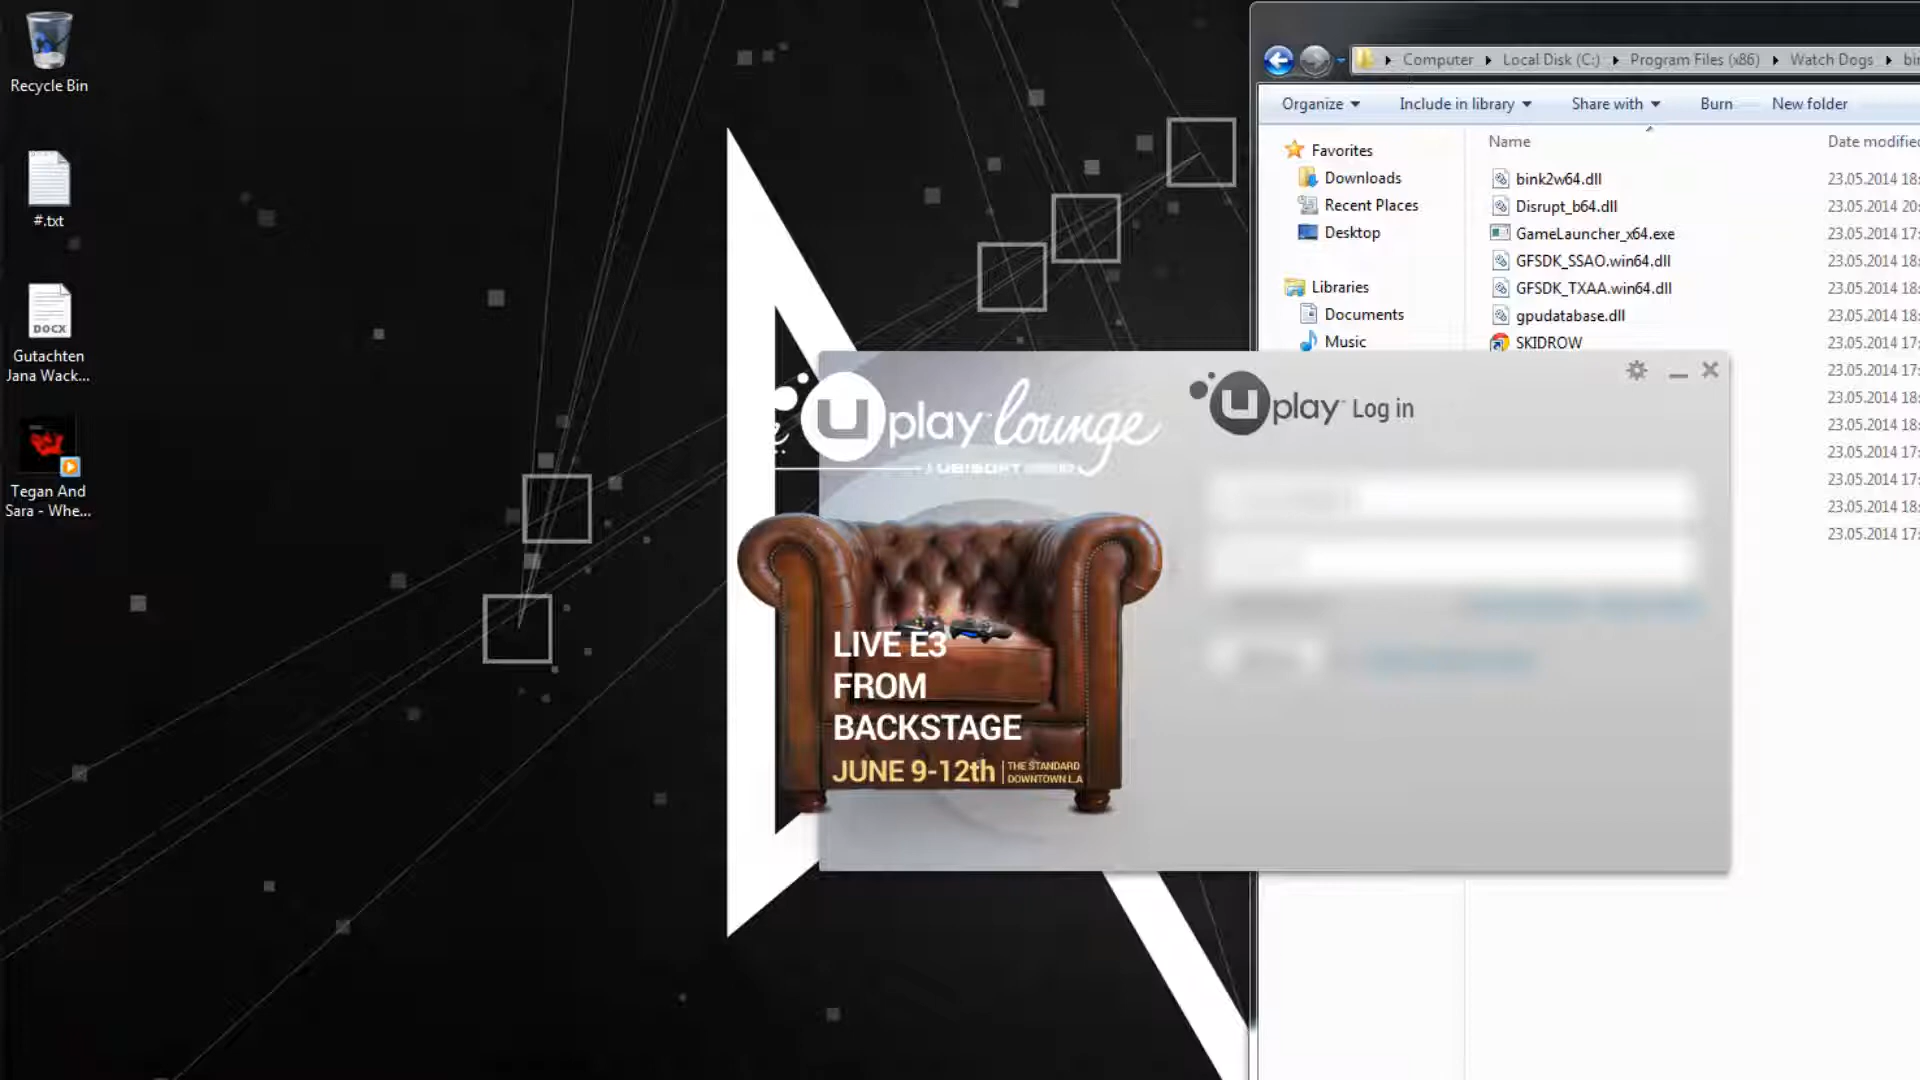 Recycle Bin
#.txt
DOCX
Gutachten
Jana Wack...
Tegan And
Sara - Whe...
Computer
Local Disk (C:)
Program Files (x86)
Watch Dogs
bin
Organize
Include in library
Share with
Burn
New folder
Favorites
Downloads
Recent Places
Desktop
Libraries
Documents
Music
Name
Date modified
bink2w64.dll
23.05.2014 18:
Disrupt_b64.dll
23.05.2014 20:
GameLauncher_x64.exe
23.05.2014 17:
GFSDK_SSAO.win64.dll
23.05.2014 18:
GFSDK_TXAA.win64.dll
23.05.2014 18:
gpudatabase.dll
23.05.2014 18:
SKIDROW
23.05.2014 17:
23.05.2014 17:
23.05.2014 18:
23.05.2014 18:
23.05.2014 17:
23.05.2014 17:
23.05.2014 18:
23.05.2014 17:
Uplay lounge
UBISOFT
LIVE E3
FROM
BACKSTAGE
JUNE 9-12th
THE STANDARD
DOWNTOWN L.A
Uplay Log in